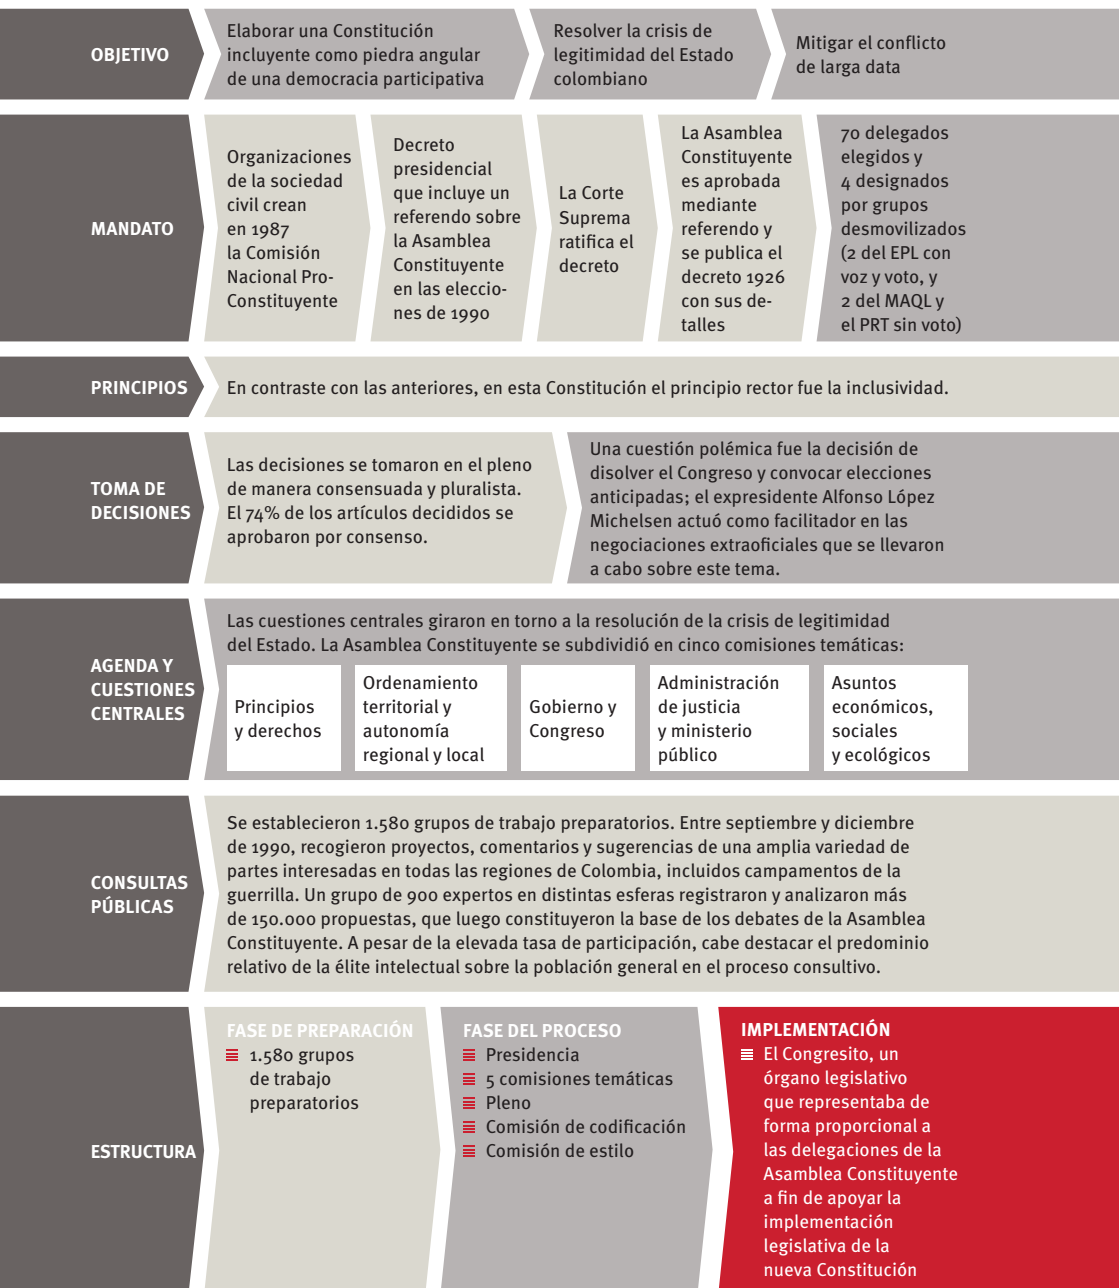 OBJETIVO
Elaborar una Constitución
incluyente como piedra angular
de una democracia participativa
Resolver la crisis de
legitimidad del Estado
colombiano
Mitigar el conflicto
de larga data
MANDATO
Organizaciones
de la sociedad
civil crean
en 1987
la Comisión
Nacional Pro-
Constituyente
Decreto
presidencial
que incluye un
referendo sobre
la Asamblea
Constituyente
en las eleccio-
nes de 1990
La Corte
Suprema
ratifica el
decreto
La Asamblea
Constituyente
es aprobada
mediante
referendo y
se publica el
decreto 1926
con sus de-
talles
70 delegados
elegidos y
4 designados
por grupos
desmovilizados
(2 del EPL con
voz y voto, y
2 del MAQL y
el PRT sin voto)
PRINCIPIOS
En contraste con las anteriores, en esta Constitución el principio rector fue la inclusividad.
TOMA DE
DECISIONES
Las decisiones se tomaron en el pleno
de manera consensuada y pluralista.
El 74% de los artículos decididos se
aprobaron por consenso.
Una cuestión polémica fue la decisión de
disolver el Congreso y convocar elecciones
anticipadas; el expresidente Alfonso López
Michelsen actuó como facilitador en las
negociaciones extraoficiales que se llevaron
a cabo sobre este tema.
AGENDA Y
CUESTIONES
CENTRALES
Las cuestiones centrales giraron en torno a la resolución de la crisis de legitimidad
del Estado. La Asamblea Constituyente se subdividió en cinco comisiones temáticas:
Principios
y derechos
Ordenamiento
territorial y
autonomía
regional y local
Gobierno y
Congreso
Administración
de justicia
y ministerio
público
Asuntos
económicos,
sociales
y ecológicos
CONSULTAS
PÚBLICAS
Se establecieron 1.580 grupos de trabajo preparatorios. Entre septiembre y diciembre
de 1990, recogieron proyectos, comentarios y sugerencias de una amplia variedad de
partes interesadas en todas las regiones de Colombia, incluidos campamentos de la
guerrilla. Un grupo de 900 expertos en distintas esferas registraron y analizaron más
de 150.000 propuestas, que luego constituyeron la base de los debates de la Asamblea
Constituyente. A pesar de la elevada tasa de participación, cabe destacar el predominio
relativo de la élite intelectual sobre la población general en el proceso consultivo.
ESTRUCTURA
FASE DE PREPARACIÓN
1.580 grupos
de trabajo
preparatorios
FASE DEL PROCESO
Presidencia
5 comisiones temáticas
Pleno
Comisión de codificación
Comisión de estilo
IMPLEMENTACIÓN
El Congresito, un
órgano legislativo
que representaba de
forma proporcional a
las delegaciones de la
Asamblea Constituyente
a fin de apoyar la
implementación
legislativa de la
nueva Constitución